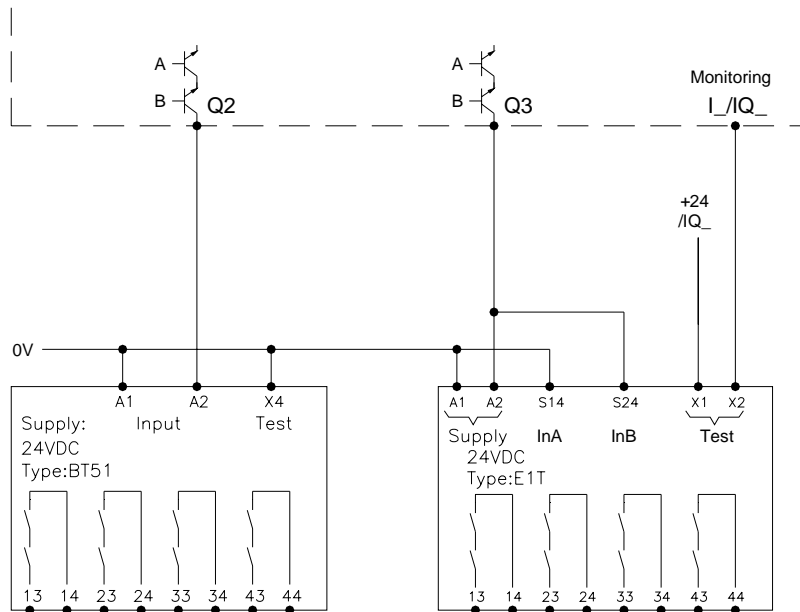 A
B Q2
A
B Q3
Monitoring
I_/IQ_
+24
/IQ_
0V
A1 A2 X4
Supply: Input Test
24VDC
Type:BT51
13 14 23 24 33 34 43 44
A1 A2 S14 S24 X1 X2
Supply InA InB Test
24VDC
Type:E1T
13 14 23 24 33 34 43 44